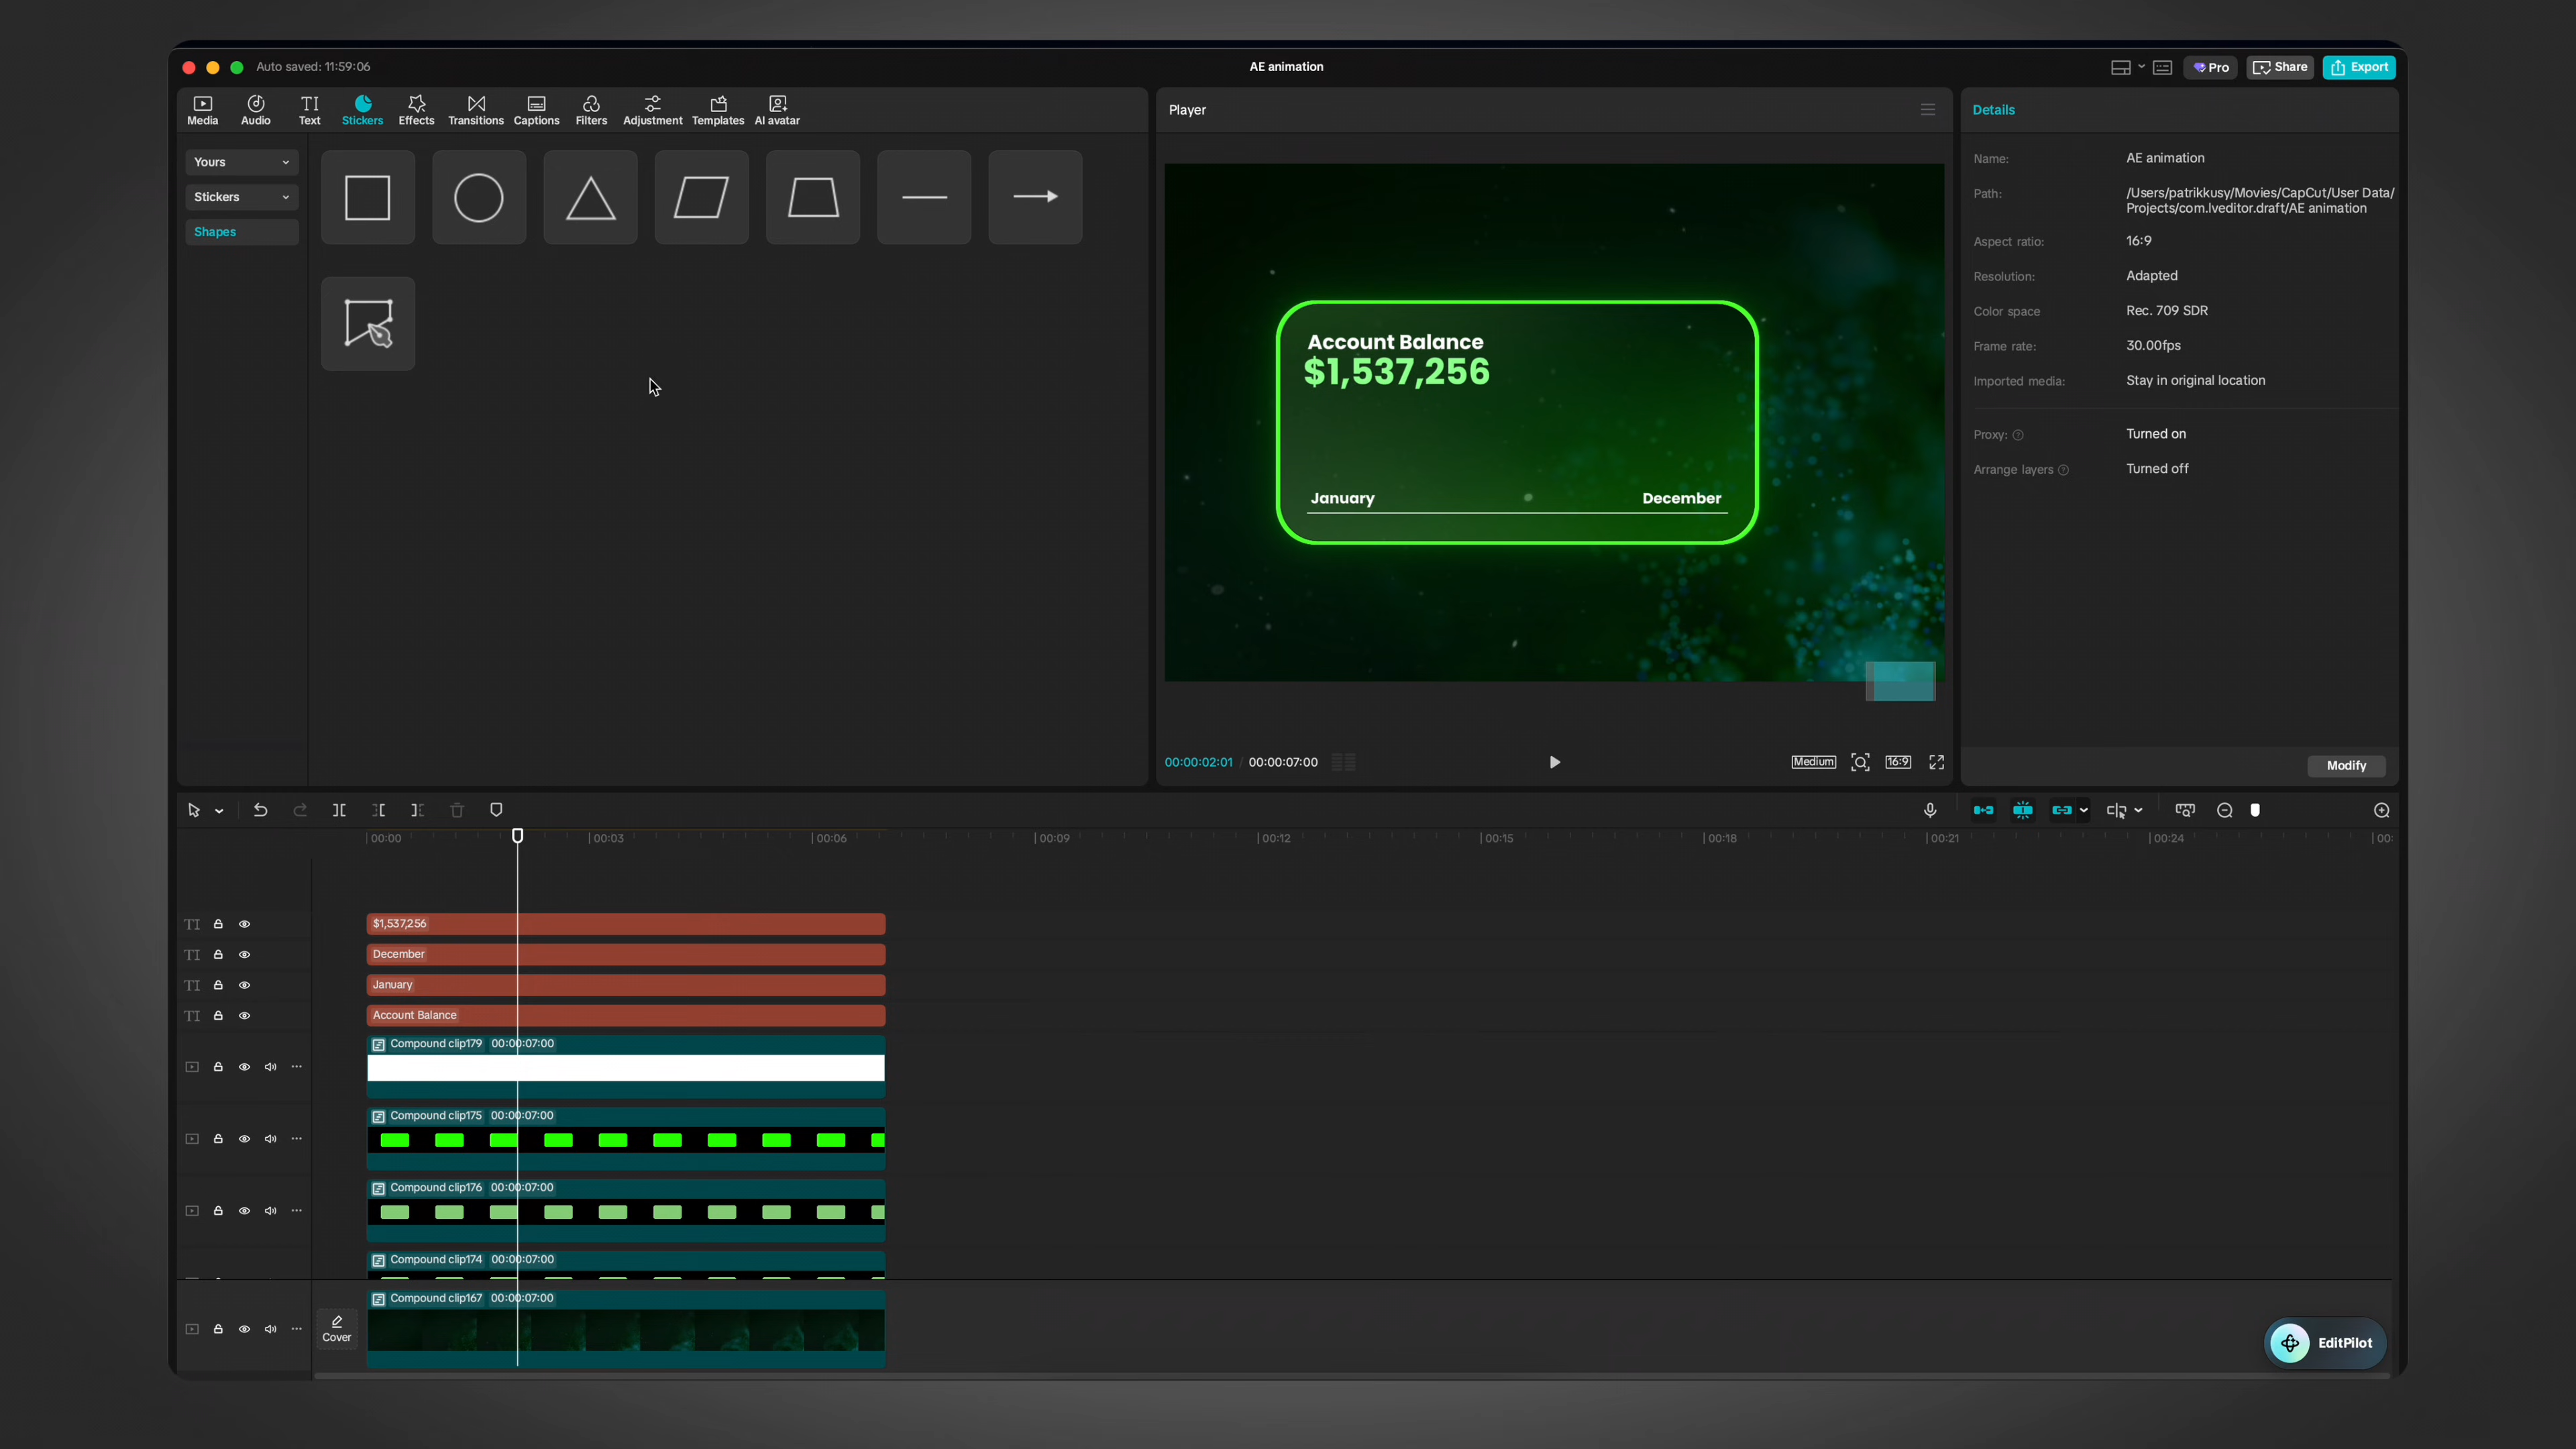 Auto saved: 11:59:06
AE animation
Pro
Share
Export
Media
Audio
Text
Stickers
Effects
Transitions
Captions
Filters
Adjustment
Templates
AI avatar
Yours
Stickers
Shapes
Player
Account Balance
$1,537,256
January
December
00:00:02:01 / 00:00:07:00
Medium
16:9
Details
Name:
AE animation
Path:
/Users/patrikkusy/Movies/CapCut/User Data/
Projects/com.lveditor.draft/AE animation
Aspect ratio:
16:9
Resolution:
Adapted
Color space
Rec. 709 SDR
Frame rate:
30.00fps
Imported media:
Stay in original location
Proxy:
Turned on
Arrange layers
Turned off
Modify
00:00
00:03
00:06
00:09
00:12
00:15
00:18
00:21
00:24
00:
$1,537,256
December
January
Account Balance
Compound clip179 00:00:07:00
Compound clip175 00:00:07:00
Compound clip176 00:00:07:00
Compound clip174 00:00:07:00
Compound clip167 00:00:07:00
Cover
EditPilot